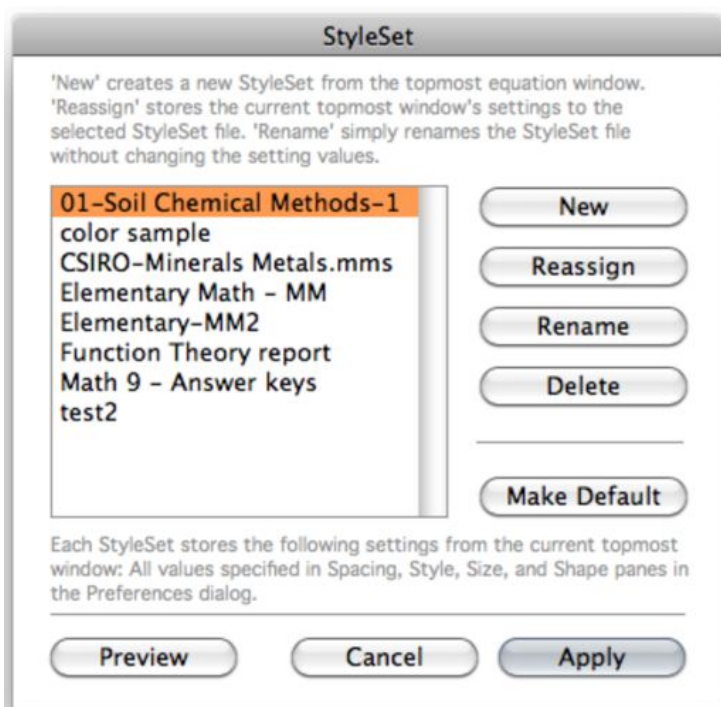 StyleSet
'New' creates a new StyleSet from the topmost equation window.
'Reassign' stores the current topmost window's settings to the
selected StyleSet file. 'Rename' simply renames the StyleSet file
without changing the setting values.
01-Soil Chemical Methods-1
color sample
CSIRO-Minerals Metals.mms
Elementary Math - MM
Elementary-MM2
Function Theory report
Math 9 - Answer keys
test2
New
Reassign
Rename
Delete
Make Default
Each StyleSet stores the following settings from the current topmost
window: All values specified in Spacing, Style, Size, and Shape panes in
the Preferences dialog.
Preview
Cancel
Apply